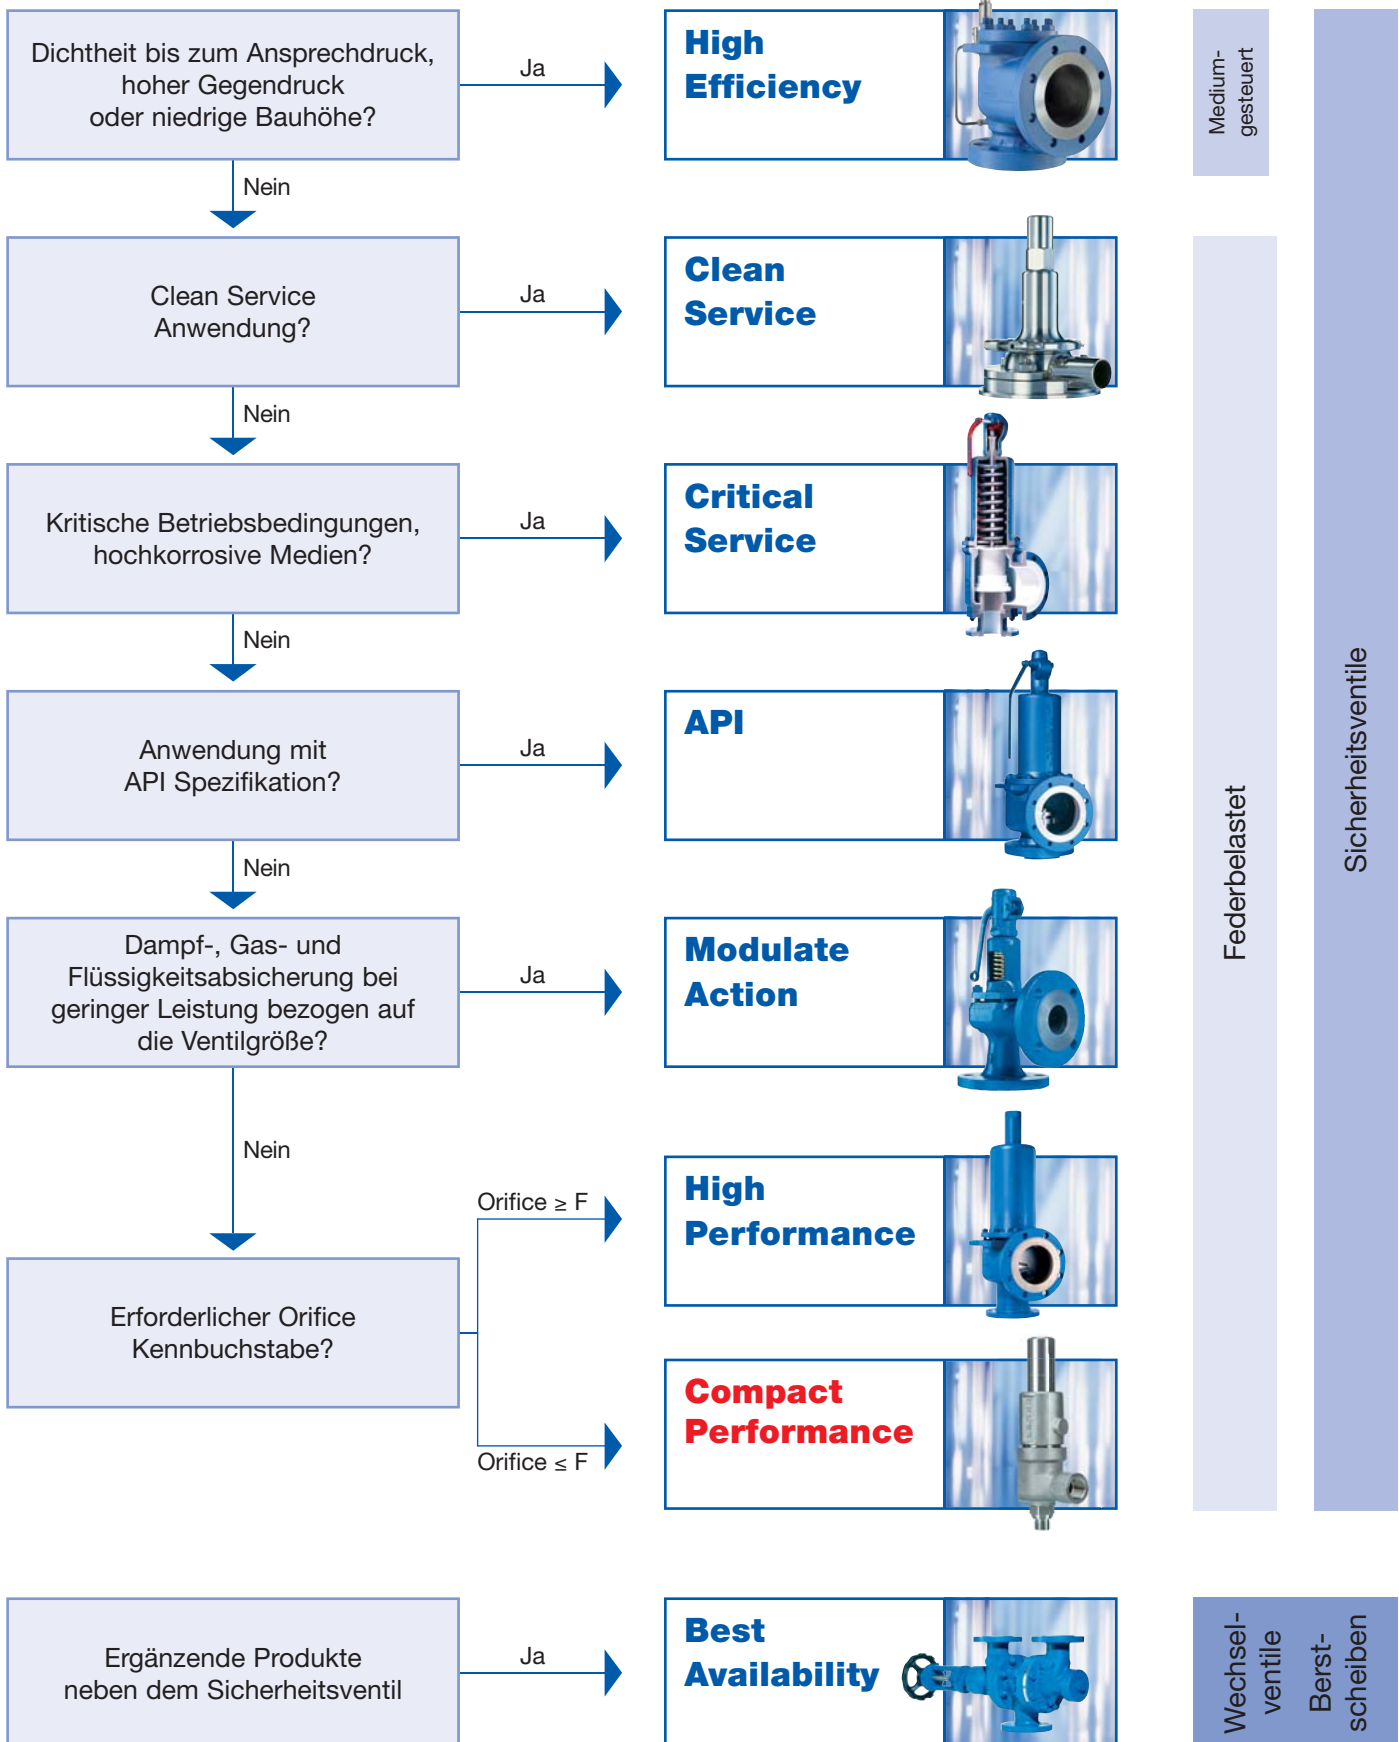 Dichtheit bis zum Ansprechdruck,
hoher Gegendruck
oder niedrige Bauhöhe?
Ja
High
Efficiency
Medium-
gesteuert
Nein
Clean Service
Anwendung?
Ja
Clean
Service
Nein
Kritische Betriebsbedingungen,
hochkorrosive Medien?
Ja
Critical
Service
Nein
Anwendung mit
API Spezifikation?
Ja
API
Nein
Dampf-, Gas- und
Flüssigkeitsabsicherung bei
geringer Leistung bezogen auf
die Ventilgröße?
Ja
Modulate
Action
Nein
Erforderlicher Orifice
Kennbuchstabe?
Orifice ≥ F
High
Performance
Orifice ≤ F
Compact
Performance
Federbelastet
Sicherheitsventile
Ergänzende Produkte
neben dem Sicherheitsventil
Ja
Best
Availability
Wechsel-
ventile
Berst-
scheiben